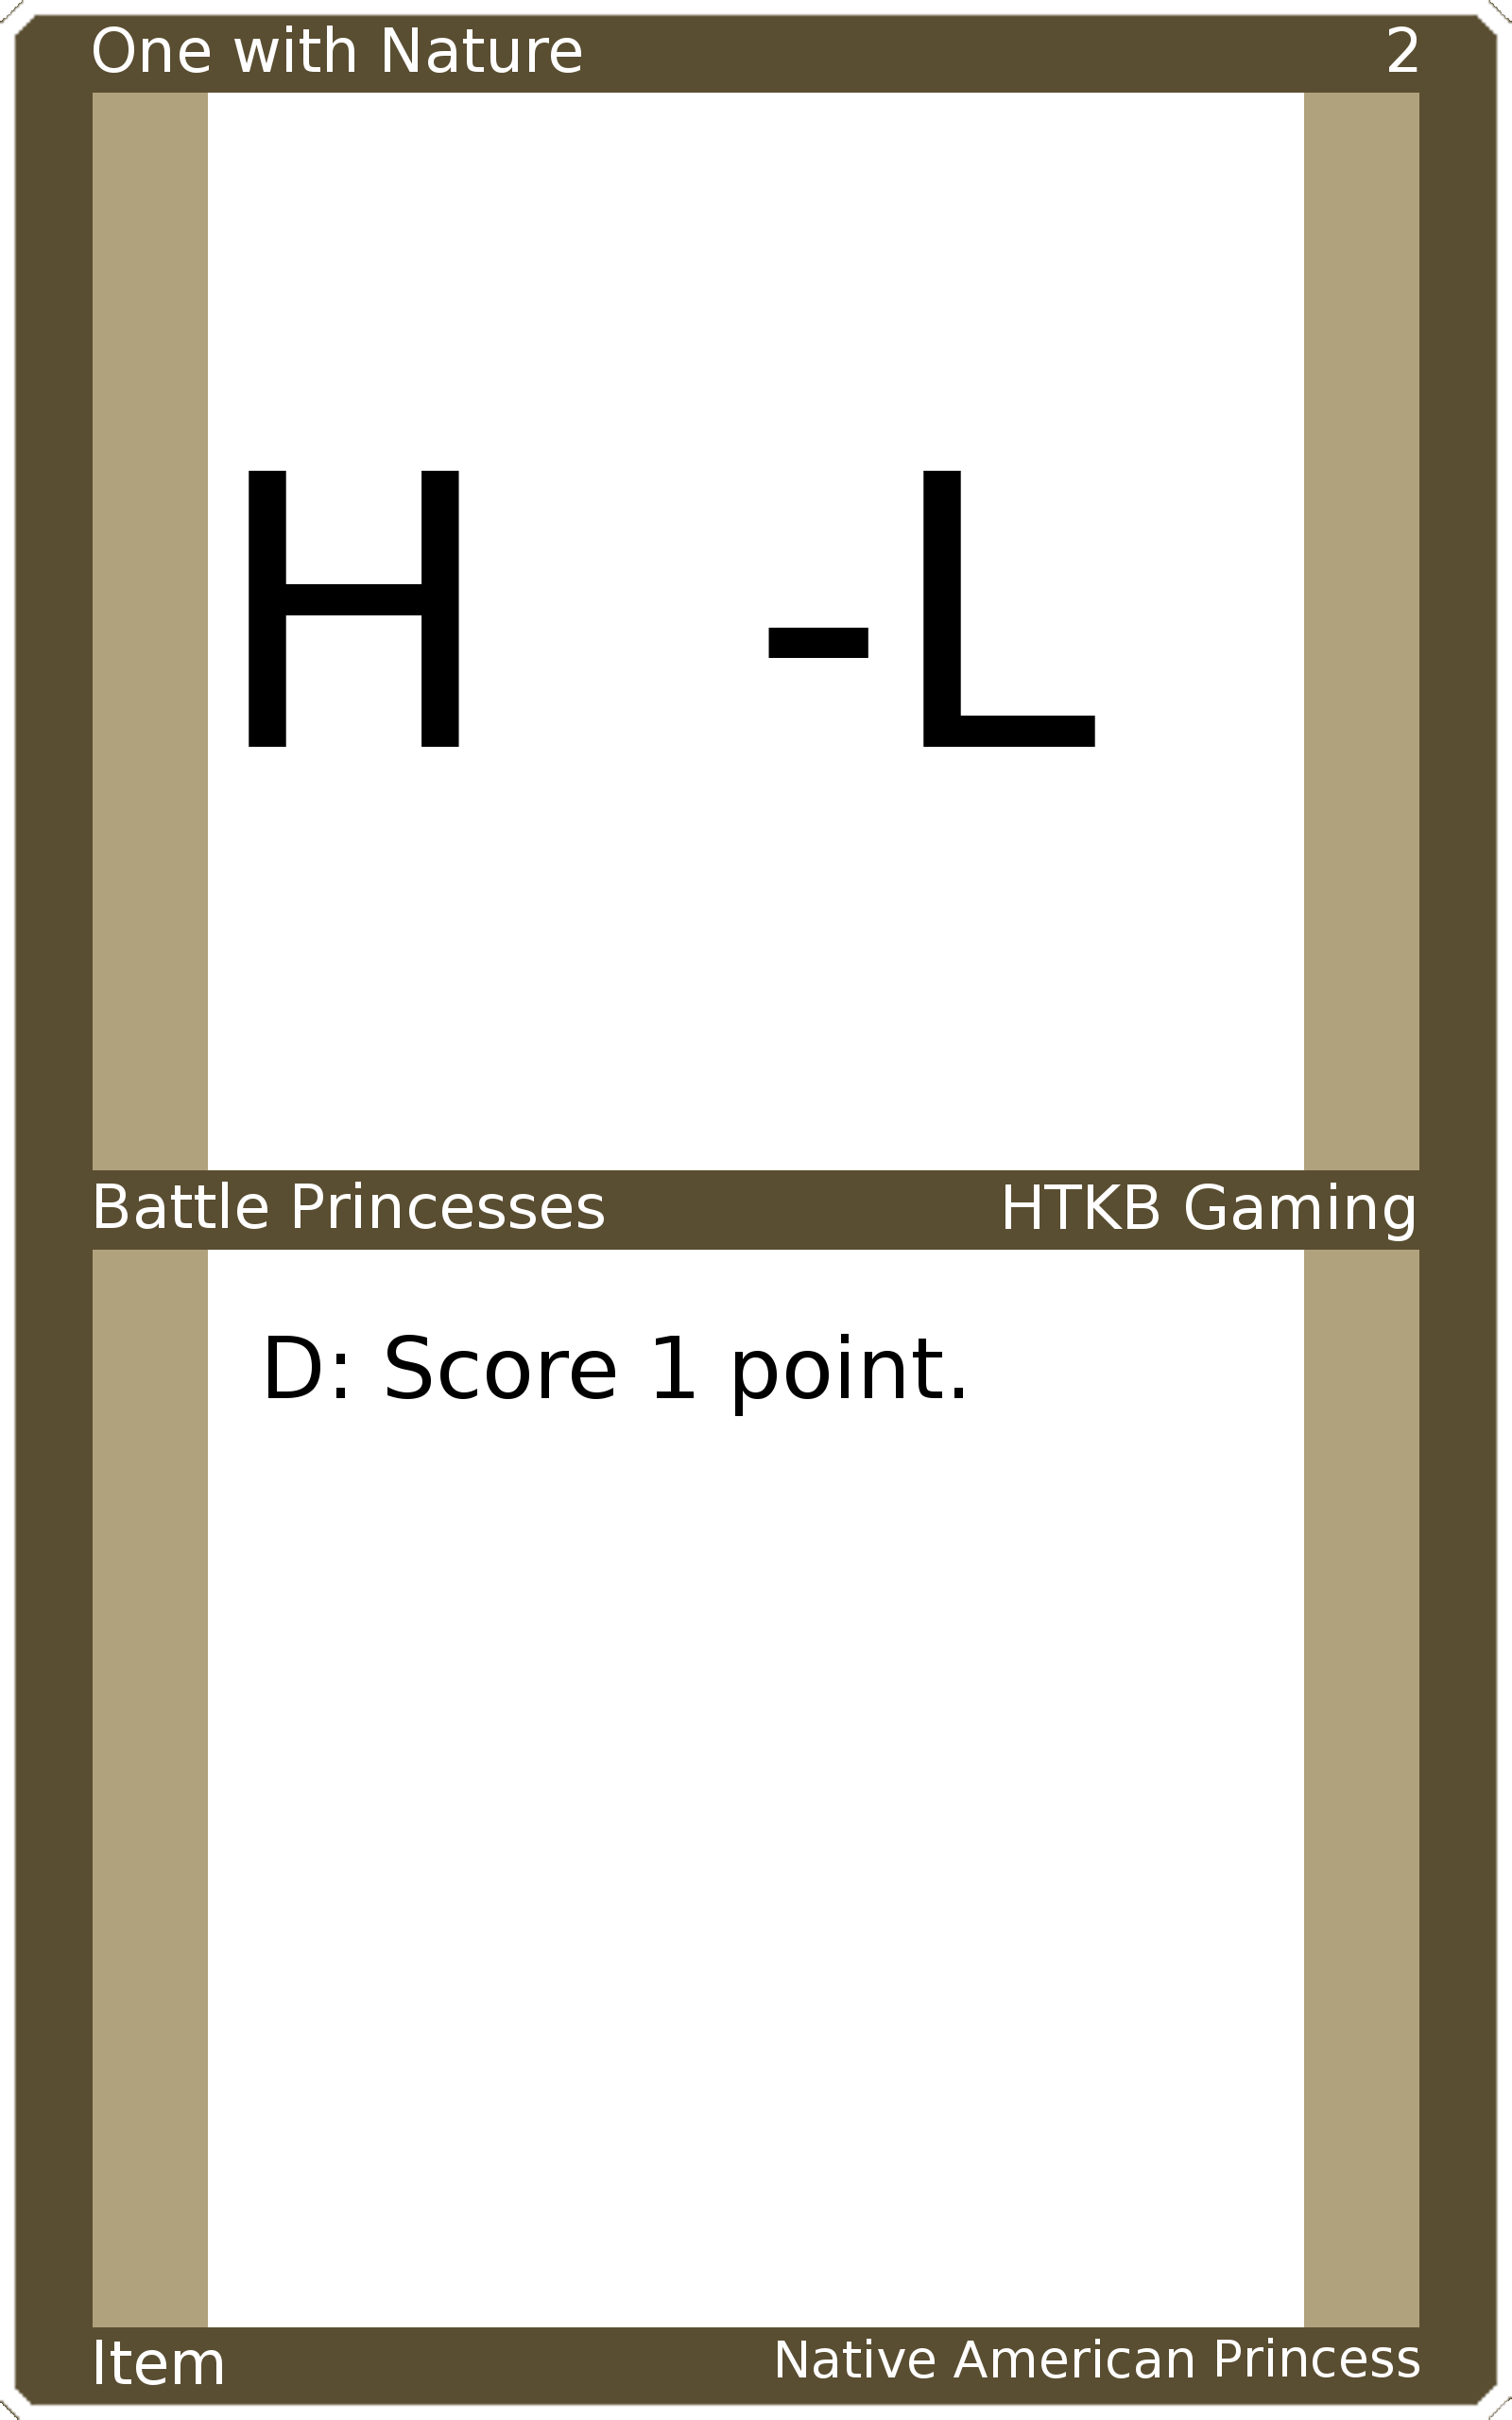 One with Nature 2
H -L
Battle Princesses HTKB Gaming
D: Score 1 point.
Item Native American Princess